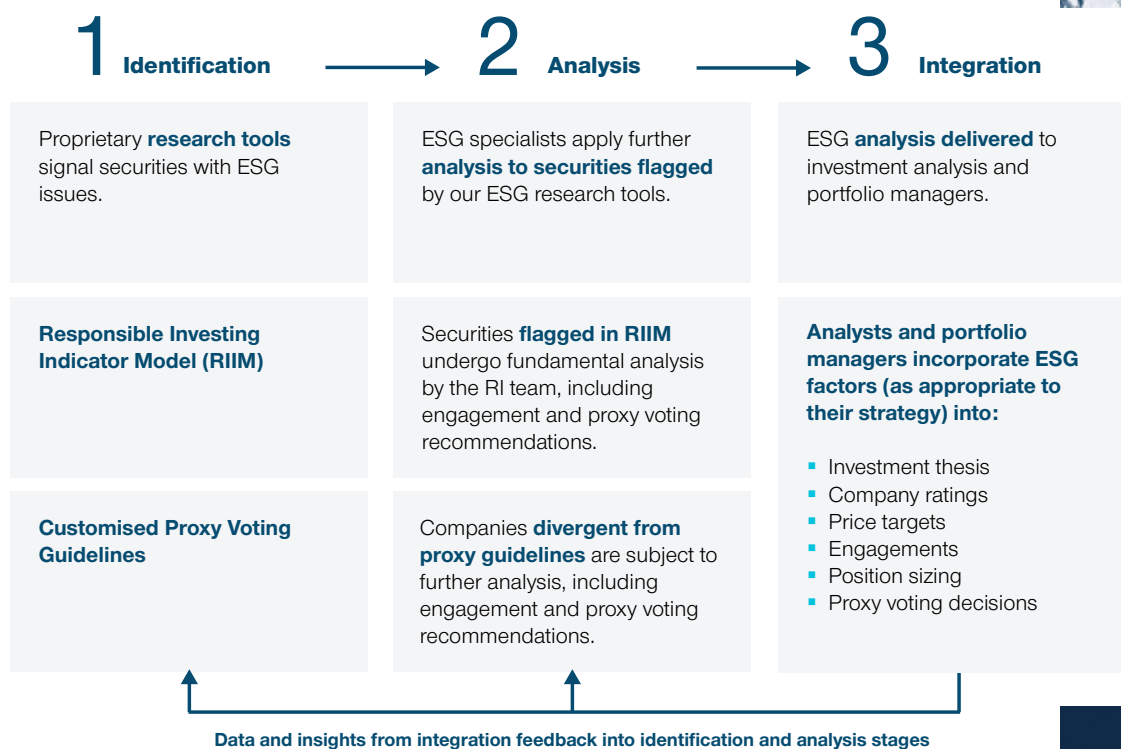 1 Identification
2 Analysis
3 Integration
Proprietary research tools
signal securities with ESG
issues.
ESG specialists apply further
analysis to securities flagged
by our ESG research tools.
ESG analysis delivered to
investment analysis and
portfolio managers.
Responsible Investing
Indicator Model (RIIM)
Securities flagged in RIIM
undergo fundamental analysis
by the RI team, including
engagement and proxy voting
recommendations.
Analysts and portfolio
managers incorporate ESG
factors (as appropriate to
their strategy) into:
▪ Investment thesis
▪ Company ratings
▪ Price targets
▪ Engagements
▪ Position sizing
▪ Proxy voting decisions
Customised Proxy Voting
Guidelines
Companies divergent from
proxy guidelines are subject to
further analysis, including
engagement and proxy voting
recommendations.
Data and insights from integration feedback into identification and analysis stages